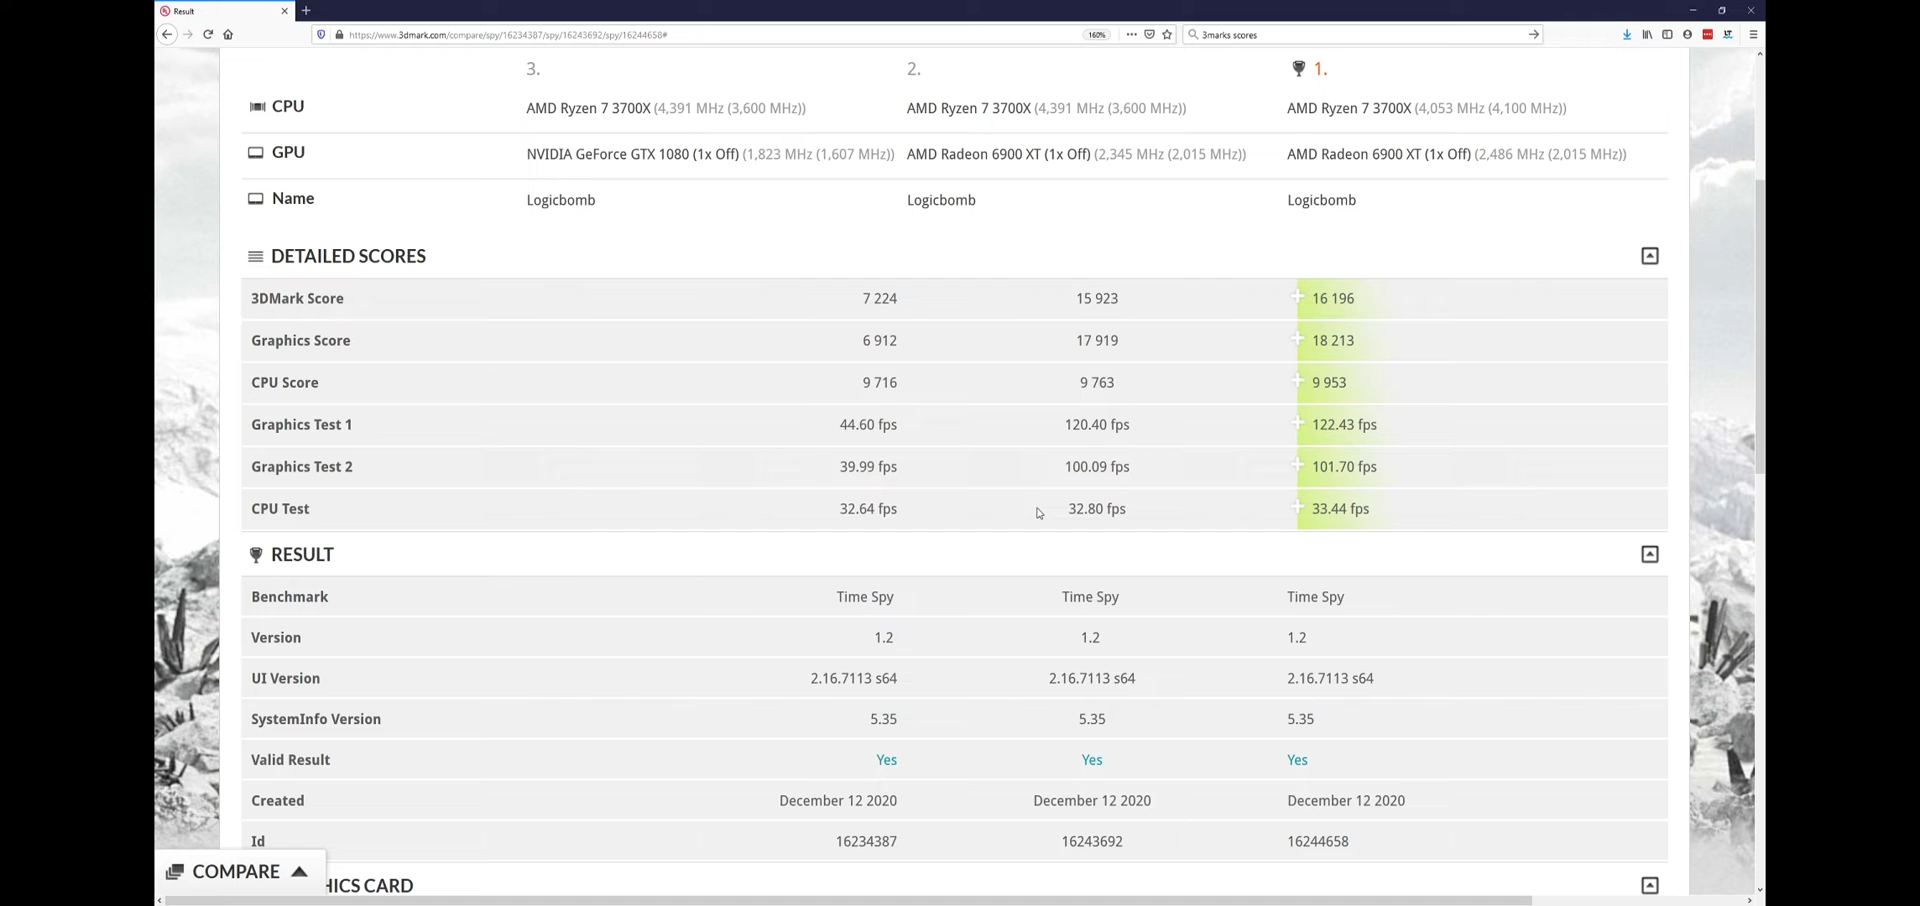 Result
https://www.3dmark.com/compare/spy/16234387/spy/16243692/spy/16244658#
160%
3marks scores
3.
2.
1.
CPU
AMD Ryzen 7 3700X (4,391 MHz (3,600 MHz))
AMD Ryzen 7 3700X (4,391 MHz (3,600 MHz))
AMD Ryzen 7 3700X (4,053 MHz (4,100 MHz))
GPU
NVIDIA GeForce GTX 1080 (1x Off) (1,823 MHz (1,607 MHz))
AMD Radeon 6900 XT (1x Off) (2,345 MHz (2,015 MHz))
AMD Radeon 6900 XT (1x Off) (2,486 MHz (2,015 MHz))
Name
Logicbomb
Logicbomb
Logicbomb
DETAILED SCORES
3DMark Score 7 224 15 923 16 196
Graphics Score 6 912 17 919 18 213
CPU Score 9 716 9 763 9 953
Graphics Test 1 44.60 fps 120.40 fps 122.43 fps
Graphics Test 2 39.99 fps 100.09 fps 101.70 fps
CPU Test 32.64 fps 32.80 fps 33.44 fps
RESULT
Benchmark Time Spy Time Spy Time Spy
Version 1.2 1.2 1.2
UI Version 2.16.7113 s64 2.16.7113 s64 2.16.7113 s64
SystemInfo Version 5.35 5.35 5.35
Valid Result Yes Yes Yes
Created December 12 2020 December 12 2020 December 12 2020
Id 16234387 16243692 16244658
COMPARE
HICS CARD